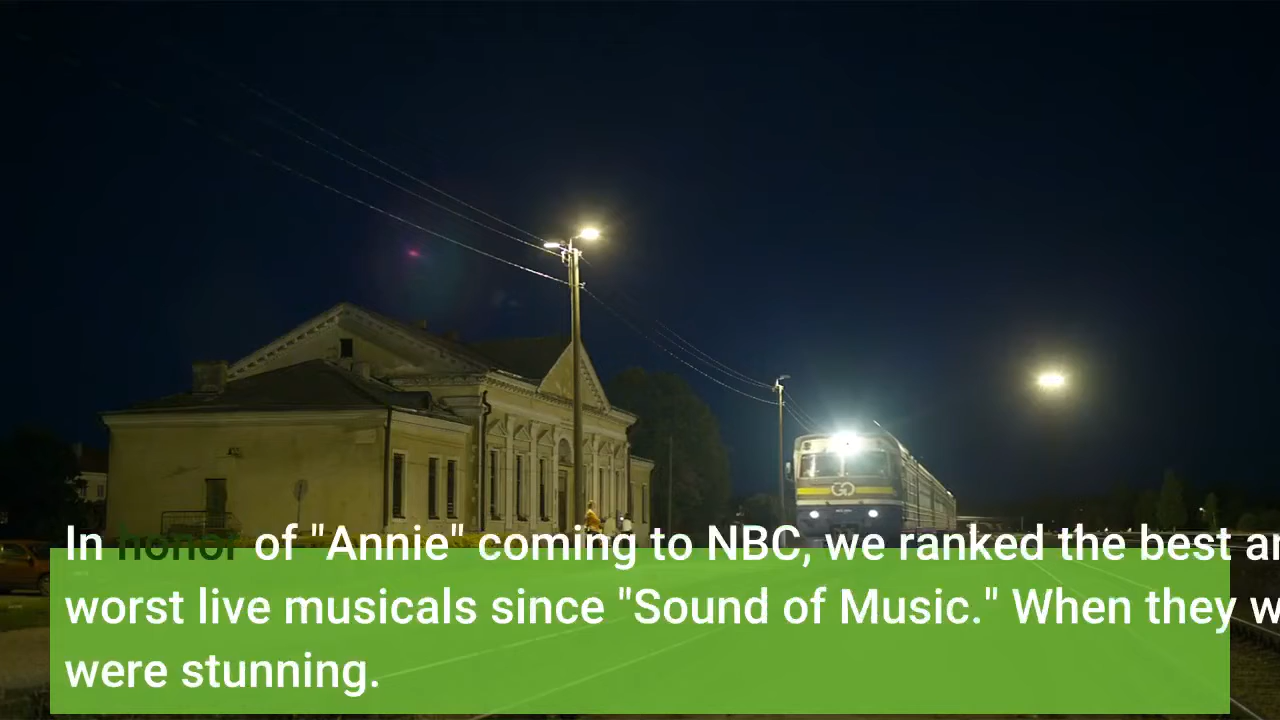 GO
In honor of "Annie" coming to NBC, we ranked the best
worst live musicals since "Sound of Music." When they
were stunning.